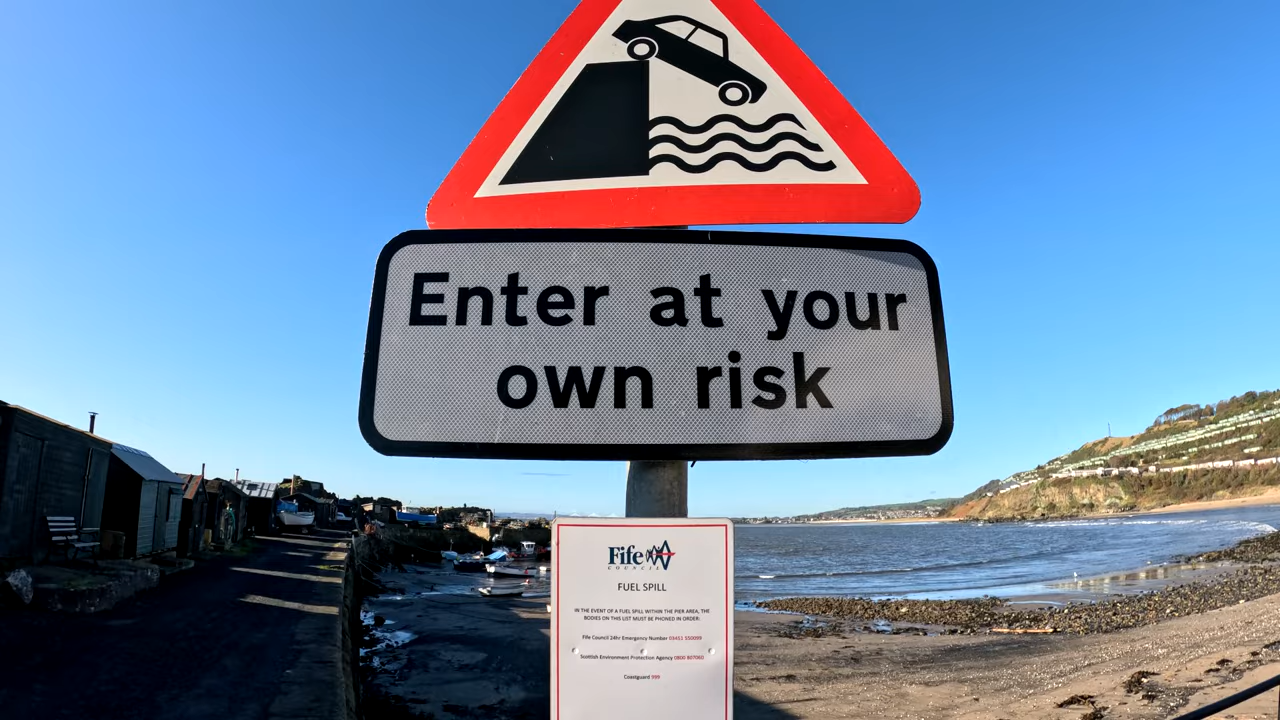 Enter at your
own risk
Fife
COUNCIL
FUEL SPILL
IN THE EVENT OF A FUEL SPILL WITHIN THE PIER AREA, THE
BODIES ON THIS LIST MUST BE PHONED IN ORDER:
Fife Council 24hr Emergency Number 03451 550099
Scottish Environment Protection Agency 0800 807060
Coastguard 999